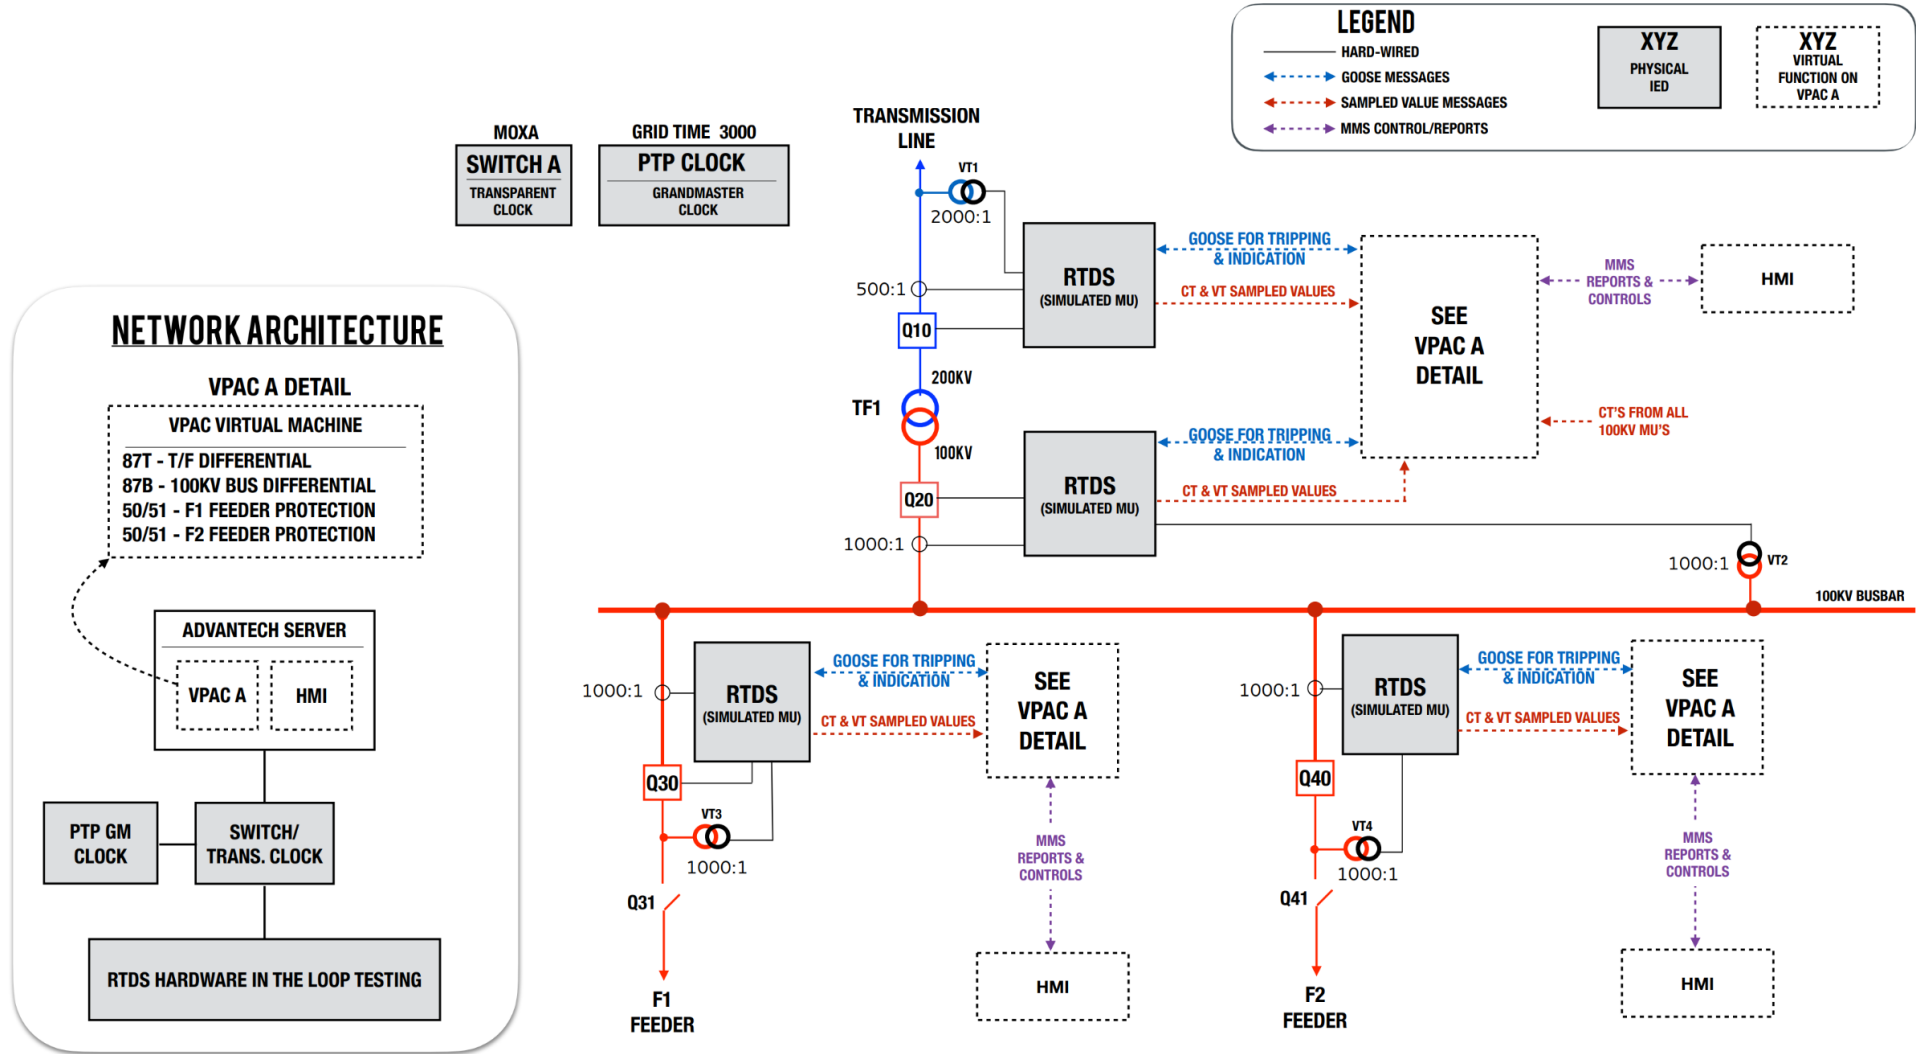 LEGEND
HARD-WIRED
GOOSE MESSAGES
SAMPLED VALUE MESSAGES
MMS CONTROL/REPORTS
XYZ
PHYSICAL
IED
XYZ
VIRTUAL
FUNCTION ON
VPAC A
MOXA
SWITCH A
TRANSPARENT
CLOCK
GRID TIME 3000
PTP CLOCK
GRANDMASTER
CLOCK
TRANSMISSION
LINE
VT1
2000:1
500:1
Q10
200KV
TF1
100KV
Q20
1000:1
RTDS
(SIMULATED MU)
GOOSE FOR TRIPPING
& INDICATION
CT & VT SAMPLED VALUES
RTDS
(SIMULATED MU)
GOOSE FOR TRIPPING
& INDICATION
CT & VT SAMPLED VALUES
SEE
VPAC A
DETAIL
MMS
REPORTS &
CONTROLS
HMI
CT'S FROM ALL
100KV MU'S
1000:1
VT2
100KV BUSBAR
NETWORK ARCHITECTURE
VPAC A DETAIL
VPAC VIRTUAL MACHINE
87T - T/F DIFFERENTIAL
87B - 100KV BUS DIFFERENTIAL
50/51 - F1 FEEDER PROTECTION
50/51 - F2 FEEDER PROTECTION
ADVANTECH SERVER
VPAC A
HMI
PTP GM
CLOCK
SWITCH/
TRANS. CLOCK
RTDS HARDWARE IN THE LOOP TESTING
1000:1
RTDS
(SIMULATED MU)
GOOSE FOR TRIPPING
& INDICATION
CT & VT SAMPLED VALUES
SEE
VPAC A
DETAIL
Q30
VT3
1000:1
Q31
F1
FEEDER
MMS
REPORTS &
CONTROLS
HMI
1000:1
RTDS
(SIMULATED MU)
GOOSE FOR TRIPPING
& INDICATION
CT & VT SAMPLED VALUES
SEE
VPAC A
DETAIL
Q40
VT4
1000:1
Q41
F2
FEEDER
MMS
REPORTS &
CONTROLS
HMI